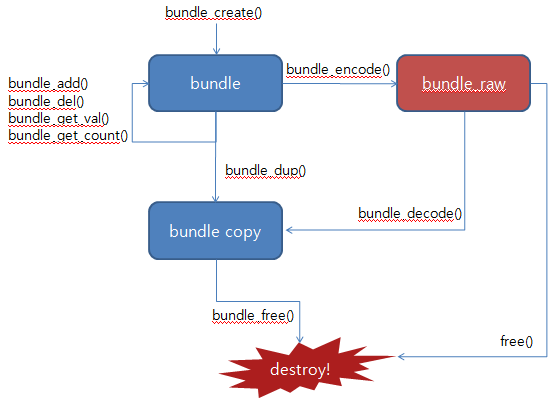 bundle_create()
bundle
bundle_encode()
bundle_raw
bundle_add()
bundle_del()
bundle_get_val()
bundle_get_count()
bundle_dup()
bundle_decode()
bundle copy
bundle_free()
free()
destroy!